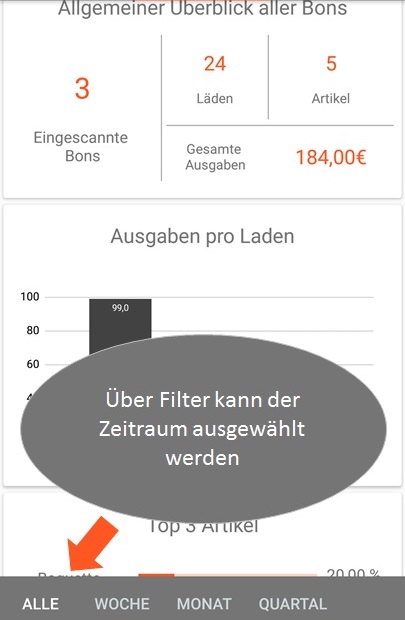 Allgemeiner Überblick aller Bons
3
Eingescannte
Bons
24
Läden
5
Artikel
Gesamte
Ausgaben
184,00€
Ausgaben pro Laden
100
99,0
80
60
Über Filter kann der
Zeitraum ausgewählt
werden
Top 3 Artikel
Baguette
20,00 %
ALLE WOCHE MONAT QUARTAL